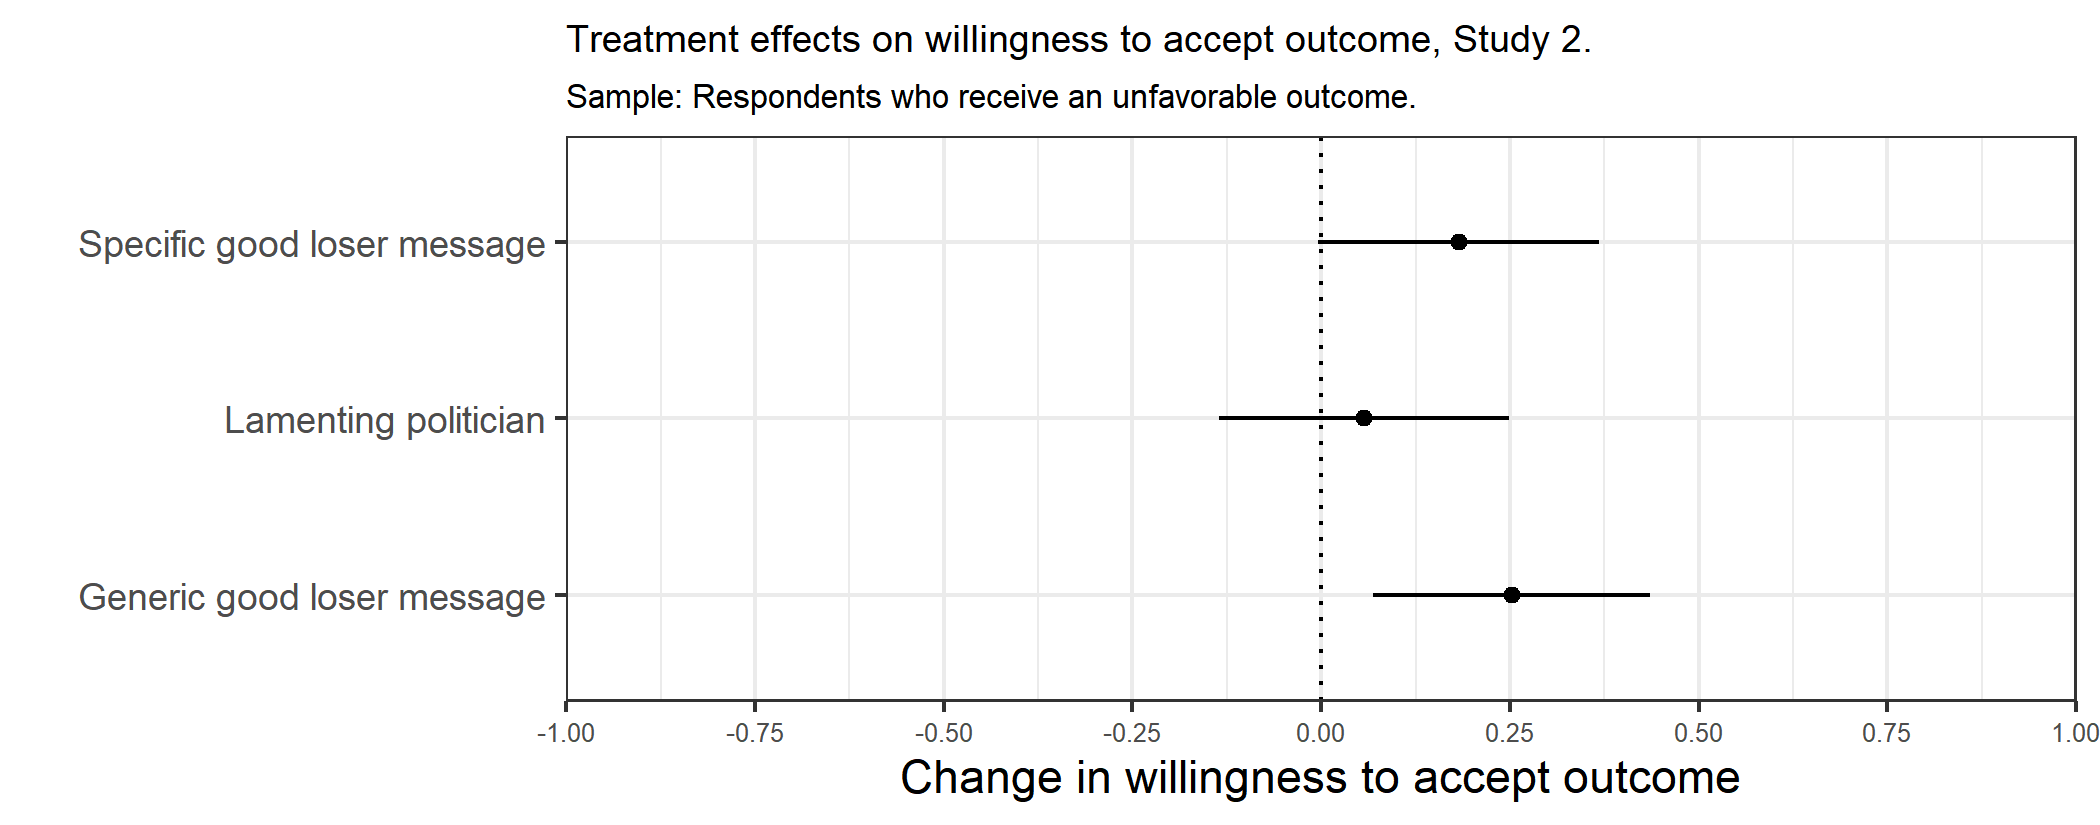 Treatment effects on willingness to accept outcome, Study 2.
Sample: Respondents who receive an unfavorable outcome.
Specific good loser message
Lamenting politician
Generic good loser message
-1.00 -0.75 -0.50 -0.25 0.00 0.25 0.50 0.75 1.00
Change in willingness to accept outcome